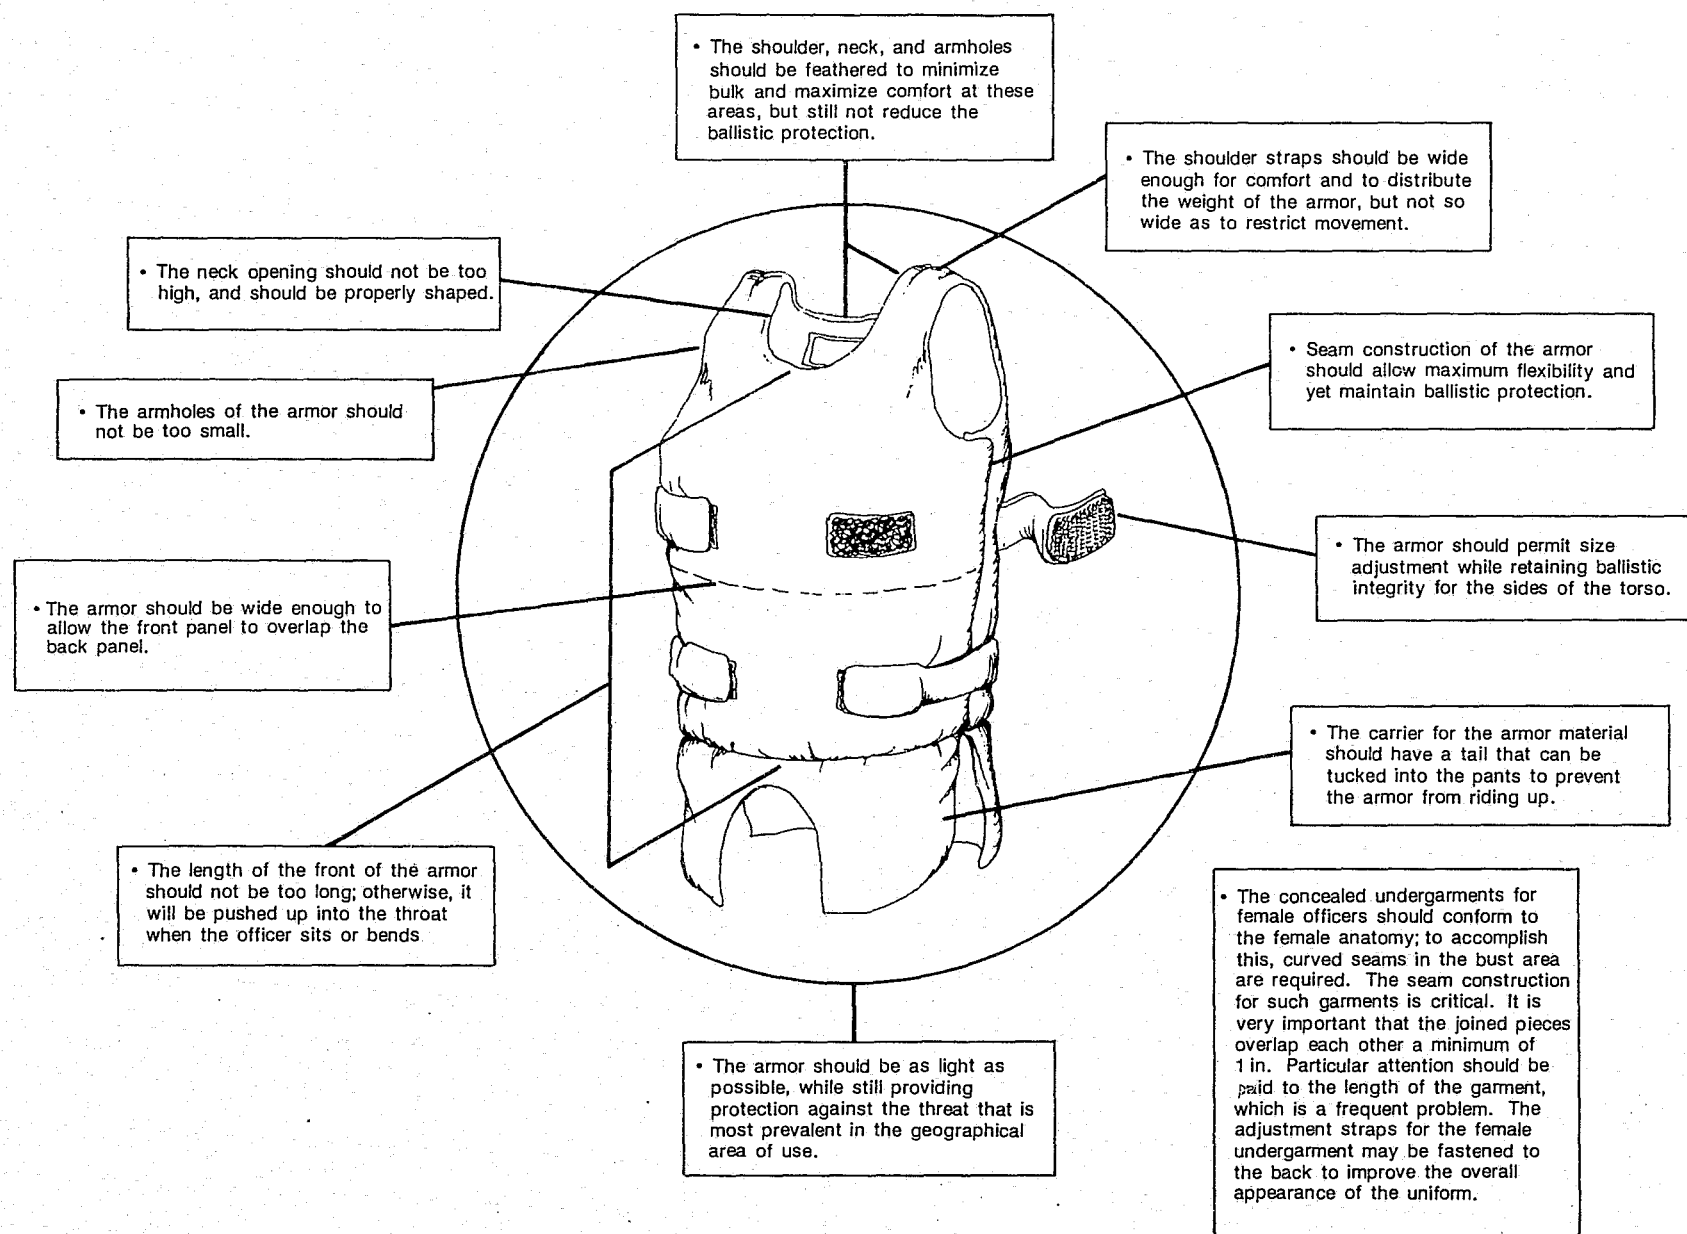 • The shoulder, neck, and armholes
should be feathered to minimize
bulk and maximize comfort at these
areas, but still not reduce the
ballistic protection.
• The shoulder straps should be wide
enough for comfort and to distribute
the weight of the armor, but not so
wide as to restrict movement.
• The neck opening should not be too
high, and should be properly shaped.
• Seam construction of the armor
should allow maximum flexibility and
yet maintain ballistic protection.
• The armholes of the armor should
not be too small.
• The armor should permit size
adjustment while retaining ballistic
integrity for the sides of the torso.
• The armor should be wide enough to
allow the front panel to overlap the
back panel.
• The carrier for the armor material
should have a tail that can be
tucked into the pants to prevent
the armor from riding up.
• The length of the front of the armor
should not be too long; otherwise, it
will be pushed up into the throat
when the officer sits or bends
• The concealed undergarments for
female officers should conform to
the female anatomy; to accomplish
this, curved seams in the bust area
are required. The seam construction
for such garments is critical. It is
very important that the joined pieces
overlap each other a minimum of
1 in. Particular attention should be
paid to the length of the garment,
which is a frequent problem. The
adjustment straps for the female
undergarment may be fastened to
the back to improve the overall
appearance of the uniform.
• The armor should be as light as
possible, while still providing
protection against the threat that is
most prevalent in the geographical
area of use.